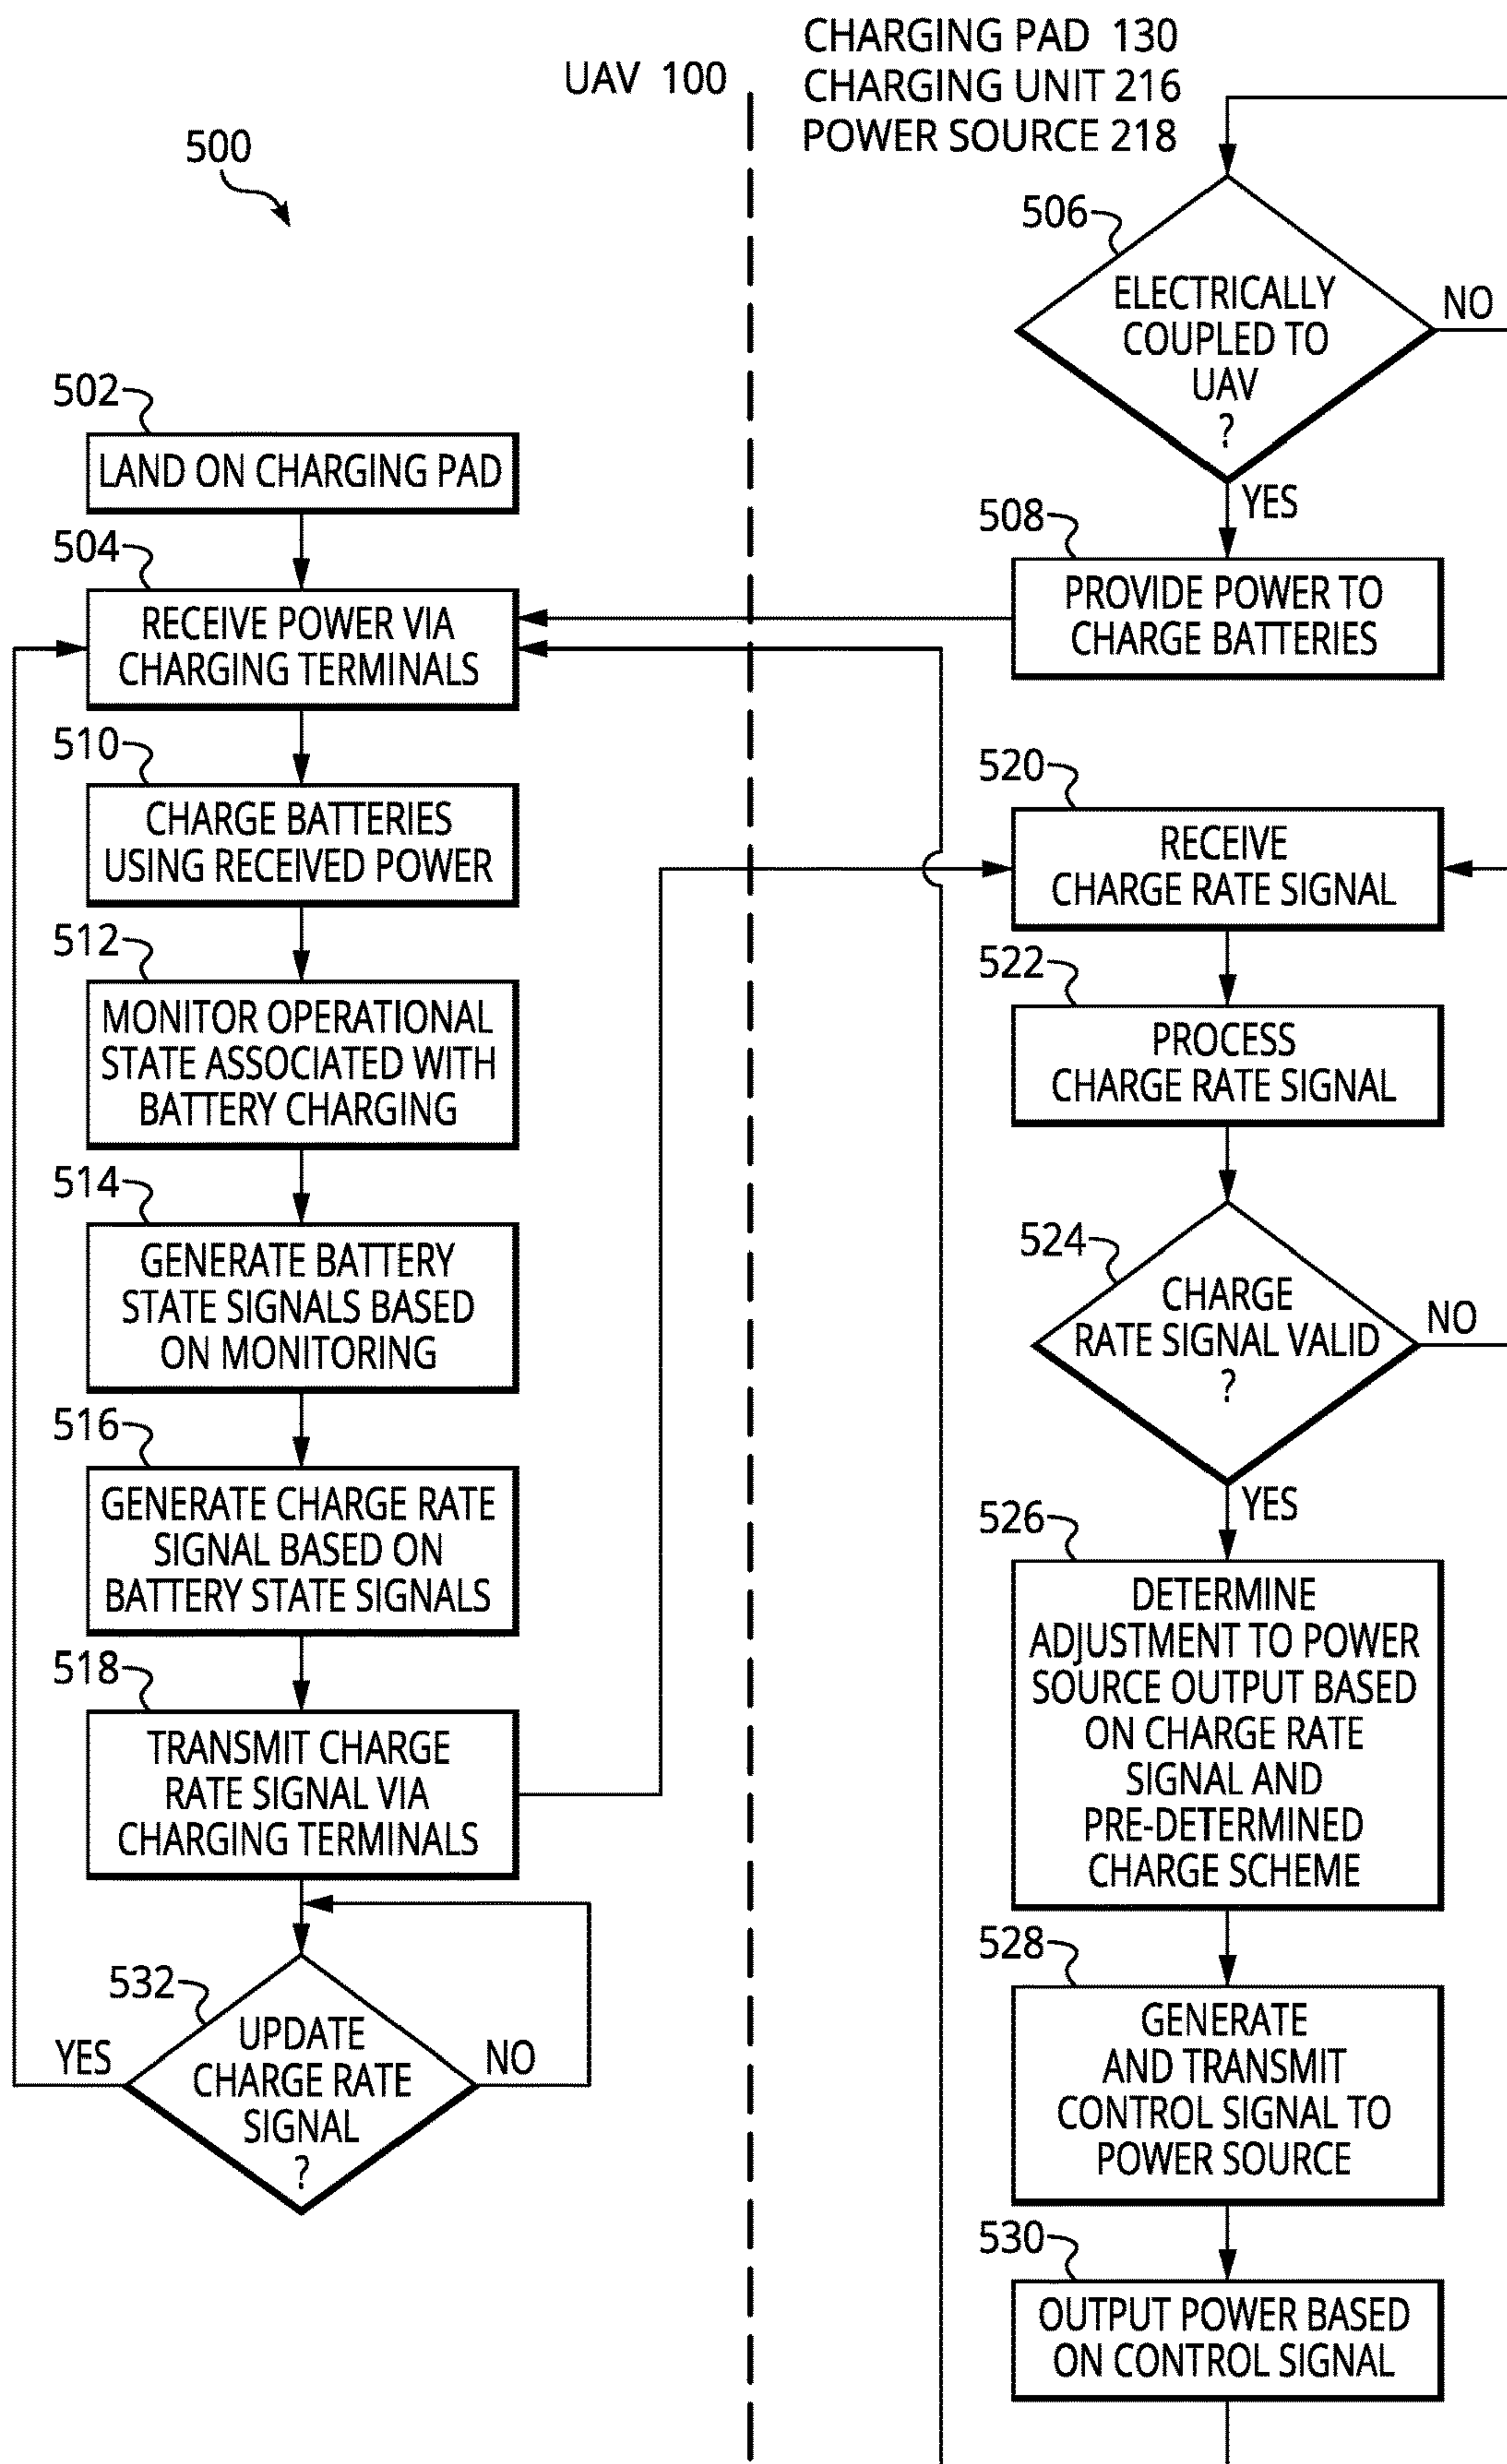 UAV 100
CHARGING PAD 130
CHARGING UNIT 216
POWER SOURCE 218
500
502
LAND ON CHARGING PAD
504
RECEIVE POWER VIA
CHARGING TERMINALS
510
CHARGE BATTERIES
USING RECEIVED POWER
512
MONITOR OPERATIONAL
STATE ASSOCIATED WITH
BATTERY CHARGING
514
GENERATE BATTERY
STATE SIGNALS BASED
ON MONITORING
516
GENERATE CHARGE RATE
SIGNAL BASED ON
BATTERY STATE SIGNALS
518
TRANSMIT CHARGE
RATE SIGNAL VIA
CHARGING TERMINALS
532
UPDATE
CHARGE RATE
SIGNAL
?
YES
NO
506
ELECTRICALLY
COUPLED TO
UAV
?
NO
YES
508
PROVIDE POWER TO
CHARGE BATTERIES
520
RECEIVE
CHARGE RATE SIGNAL
522
PROCESS
CHARGE RATE SIGNAL
524
CHARGE
RATE SIGNAL VALID
?
NO
YES
526
DETERMINE
ADJUSTMENT TO POWER
SOURCE OUTPUT BASED
ON CHARGE RATE
SIGNAL AND
PRE-DETERMINED
CHARGE SCHEME
528
GENERATE
AND TRANSMIT
CONTROL SIGNAL TO
POWER SOURCE
530
OUTPUT POWER BASED
ON CONTROL SIGNAL